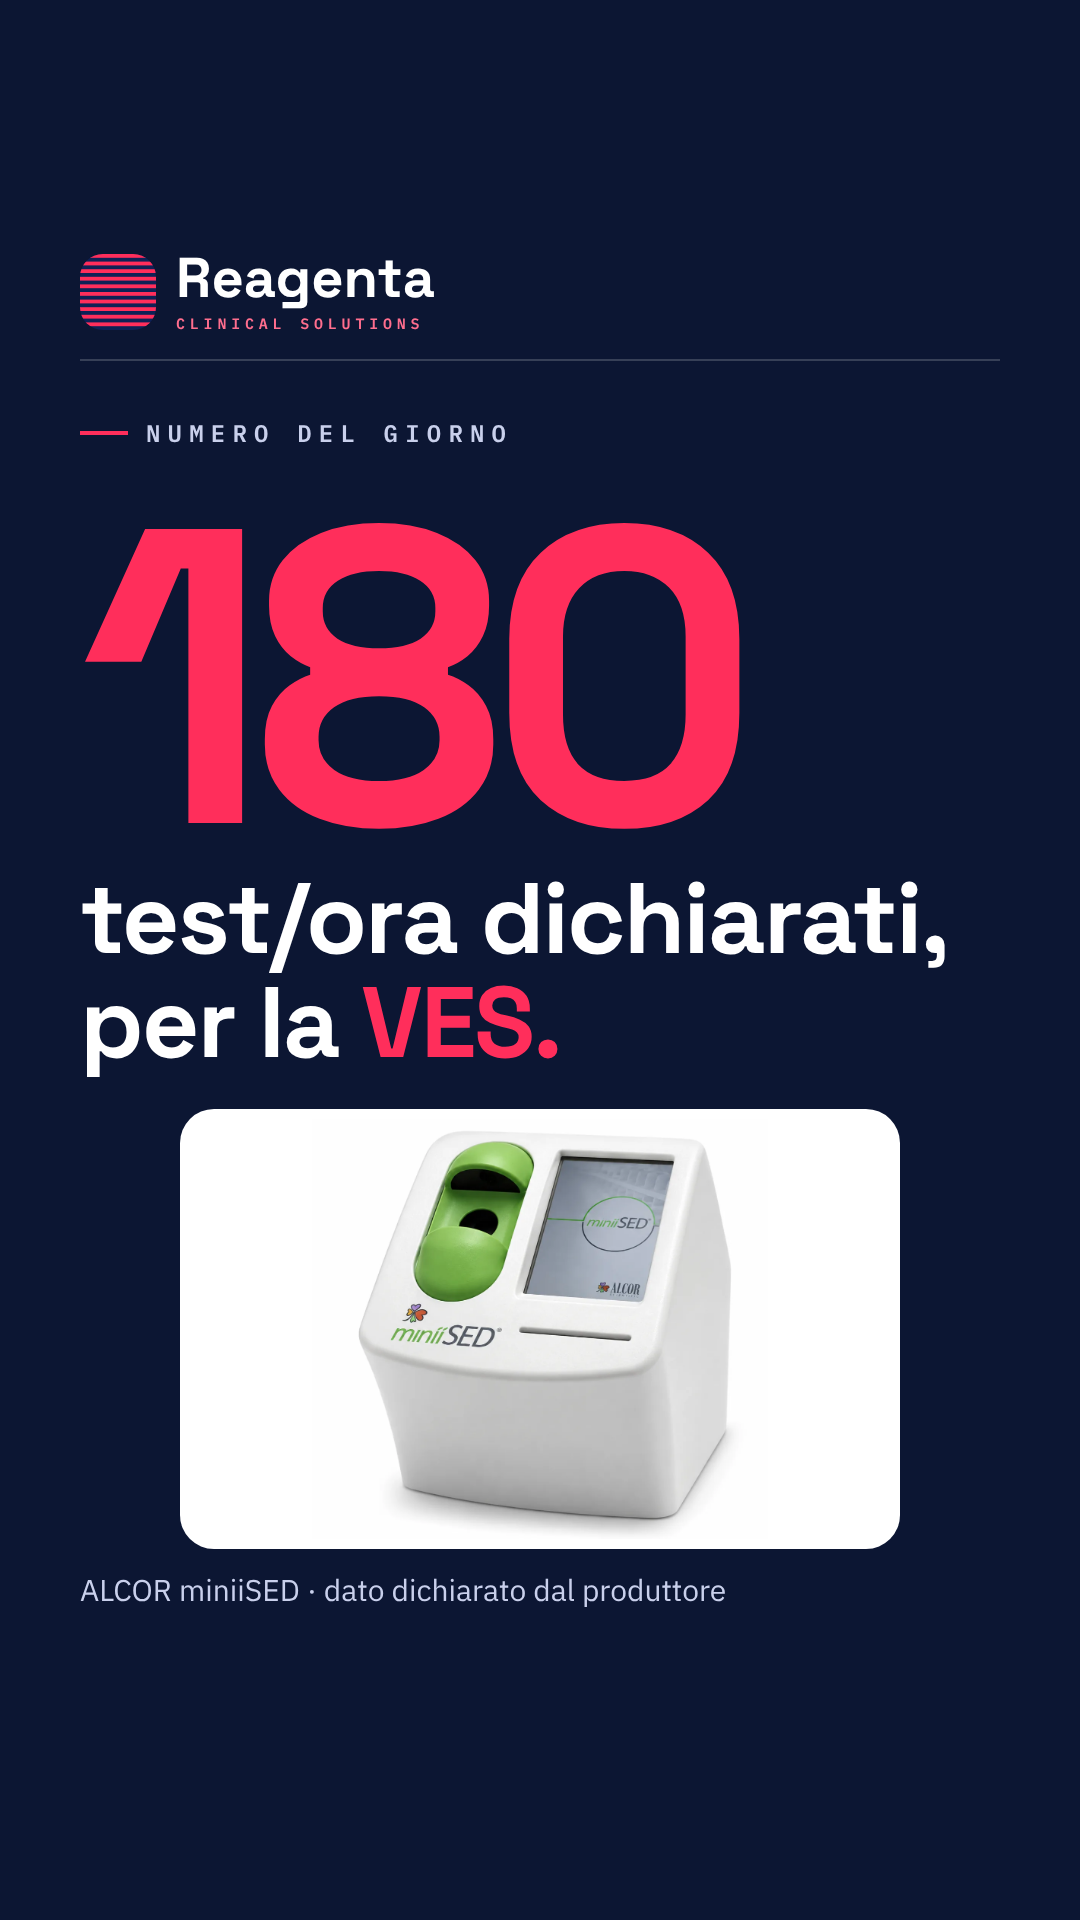 Reagenta
CLINICAL SOLUTIONS
NUMERO DEL GIORNO
180
test/ora dichiarati,
per la VES.
miniiSED®
ALCOR
miniiSED®
ALCOR miniiSED · dato dichiarato dal produttore